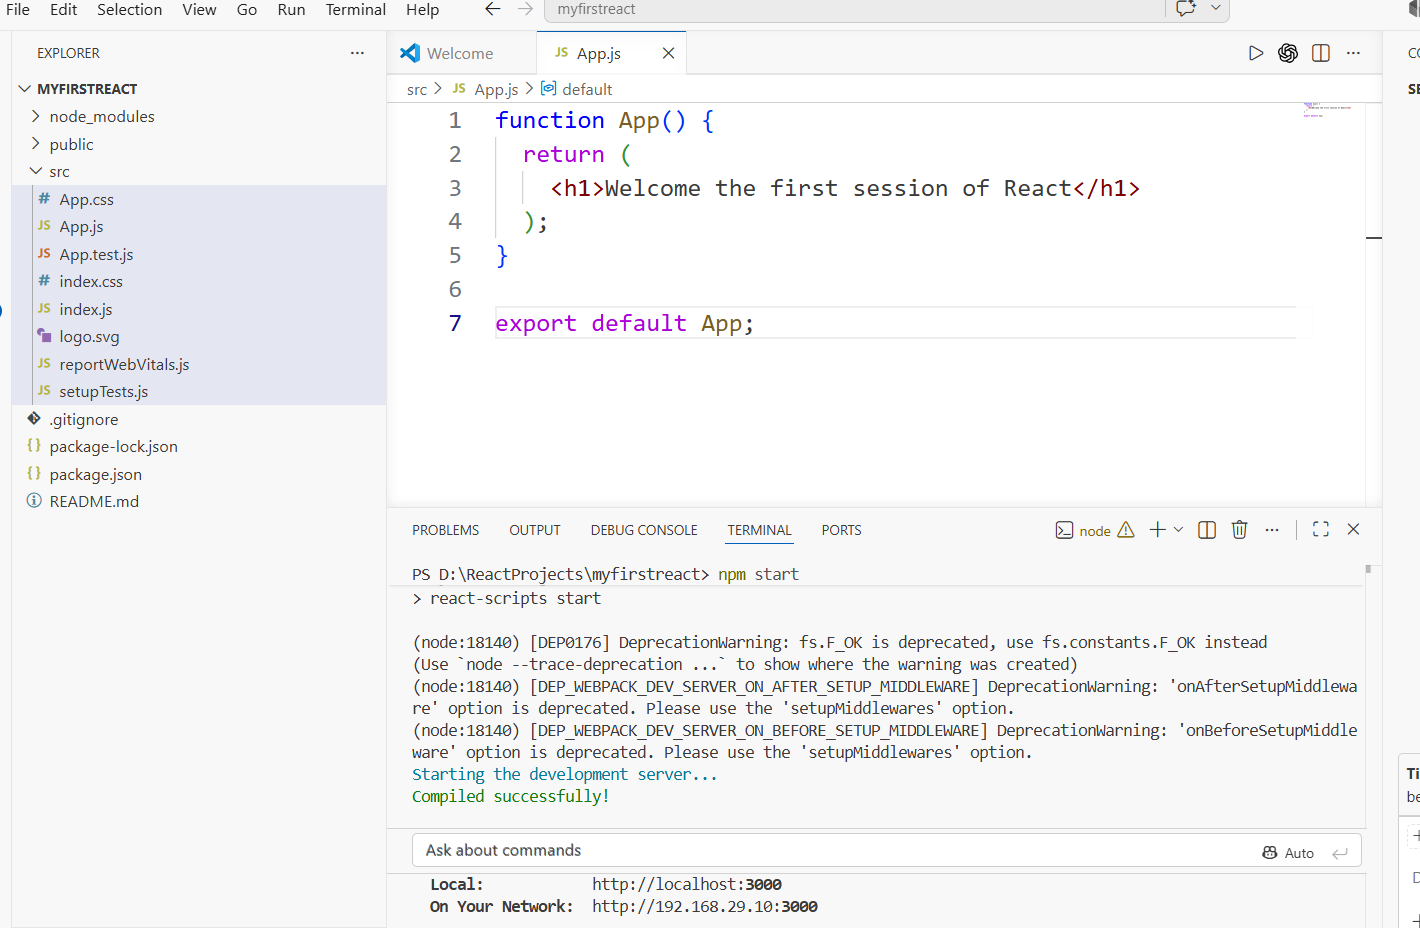 File Edit Selection View Go Run Terminal Help
myfirstreact
EXPLORER
MYFIRSTREACT
node_modules
public
src
# App.css
JS App.js
JS App.test.js
# index.css
JS index.js
logo.svg
JS reportWebVitals.js
JS setupTests.js
.gitignore
{} package-lock.json
{} package.json
README.md
Welcome
JS App.js
src > JS App.js > default
1 function App() {
2 return (
3 <h1>Welcome the first session of React</h1>
4 );
5 }
6
7 export default App;
PROBLEMS OUTPUT DEBUG CONSOLE TERMINAL PORTS
node
PS D:\ReactProjects\myfirstreact> npm start
> react-scripts start
(node:18140) [DEP0176] DeprecationWarning: fs.F_OK is deprecated, use fs.constants.F_OK instead
(Use `node --trace-deprecation ...` to show where the warning was created)
(node:18140) [DEP_WEBPACK_DEV_SERVER_ON_AFTER_SETUP_MIDDLEWARE] DeprecationWarning: 'onAfterSetupMiddlewa
re' option is deprecated. Please use the 'setupMiddlewares' option.
(node:18140) [DEP_WEBPACK_DEV_SERVER_ON_BEFORE_SETUP_MIDDLEWARE] DeprecationWarning: 'onBeforeSetupMiddle
ware' option is deprecated. Please use the 'setupMiddlewares' option.
Starting the development server...
Compiled successfully!
Ask about commands
Auto
Local: http://localhost:3000
On Your Network: http://192.168.29.10:3000